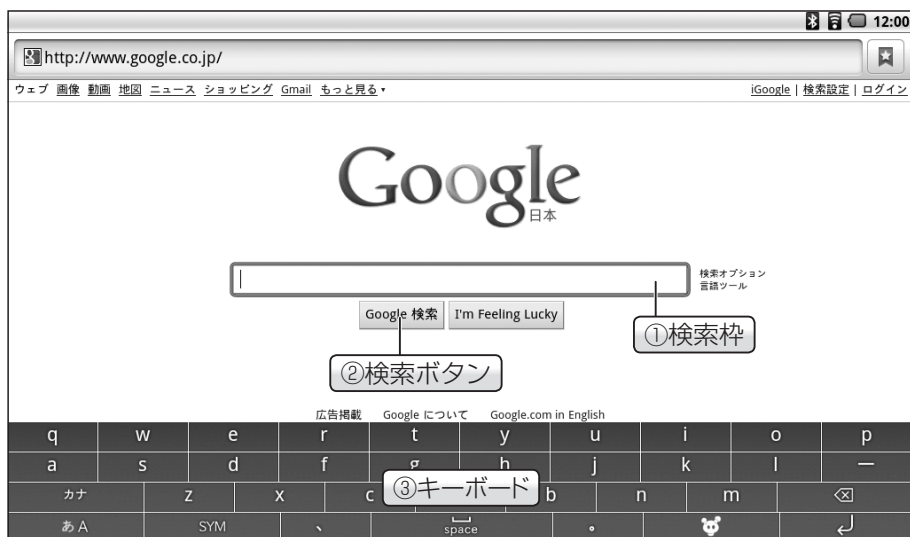 12:00
http://www.google.co.jp/
ウェブ 画像 動画 地図 ニュース ショッピング Gmail もっと見る▼ iGoogle | 検索設定 | ログイン
Google
日本
検索オプション
言語ツール
Google 検索 I'm Feeling Lucky
①検索枠
②検索ボタン
広告掲載 Google について Google.com in English
q w e r t y u i o p
a s d f g h j k l ー
③キーボード
カナ z x c b n m
あA SYM 、 space 。